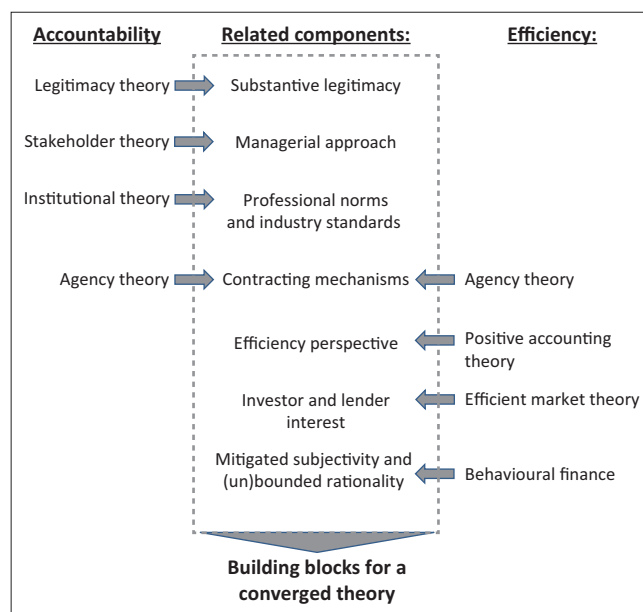 Accountability
Related components:
Efficiency:
Legitimacy theory
Substantive legitimacy
Stakeholder theory
Managerial approach
Institutional theory
Professional norms
and industry standards
Agency theory
Contracting mechanisms
Agency theory
Efficiency perspective
Positive accounting
theory
Investor and lender
interest
Efficient market theory
Mitigated subjectivity and
(un)bounded rationality
Behavioural finance
Building blocks for a
converged theory